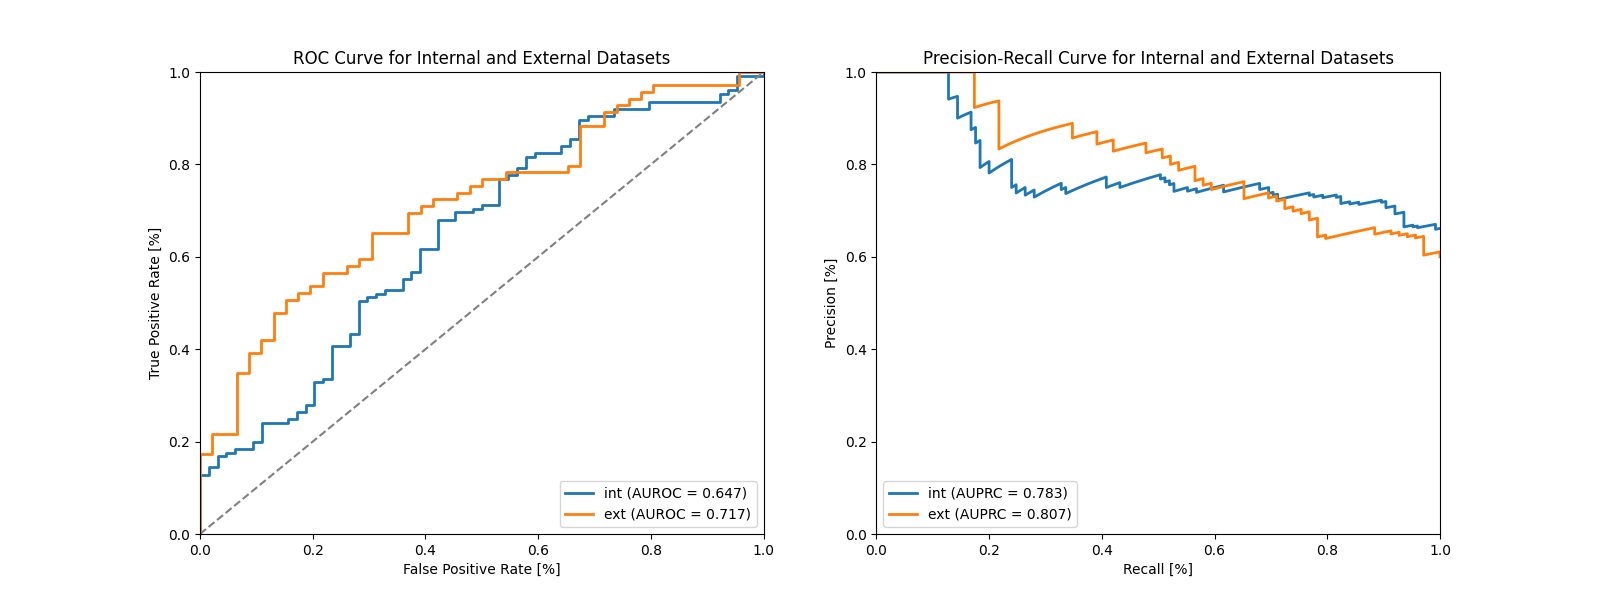 ROC Curve for Internal and External Datasets
1.0
0.8
0.6
0.4
0.2
0.0
True Positive Rate [%]
int (AUROC = 0.647)
ext (AUROC = 0.717)
0.0 0.2 0.4 0.6 0.8 1.0
False Positive Rate [%]
Precision-Recall Curve for Internal and External Datasets
1.0
0.8
0.6
0.4
0.2
0.0
Precision [%]
int (AUPRC = 0.783)
ext (AUPRC = 0.807)
0.0 0.2 0.4 0.6 0.8 1.0
Recall [%]